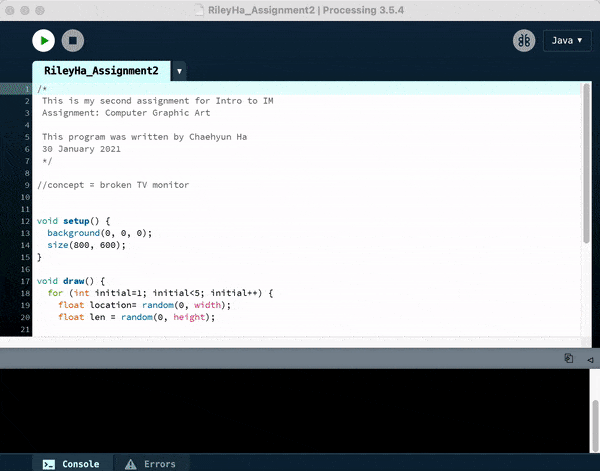 RileyHa_Assignment2 | Processing 3.5.4
Java ▼
RileyHa_Assignment2 ▼
1 /*
2 This is my second assignment for Intro to IM
3 Assignment: Computer Graphic Art
4
5 This program was written by Chaehyun Ha
6 30 January 2021
7 */
8
9 //concept = broken TV monitor
10
11
12 void setup() {
13 background(0, 0, 0);
14 size(800, 600);
15 }
16
17 void draw() {
18 for (int initial=1; initial<5; initial++) {
19 float location= random(0, width);
20 float len = random(0, height);
21
Console Errors